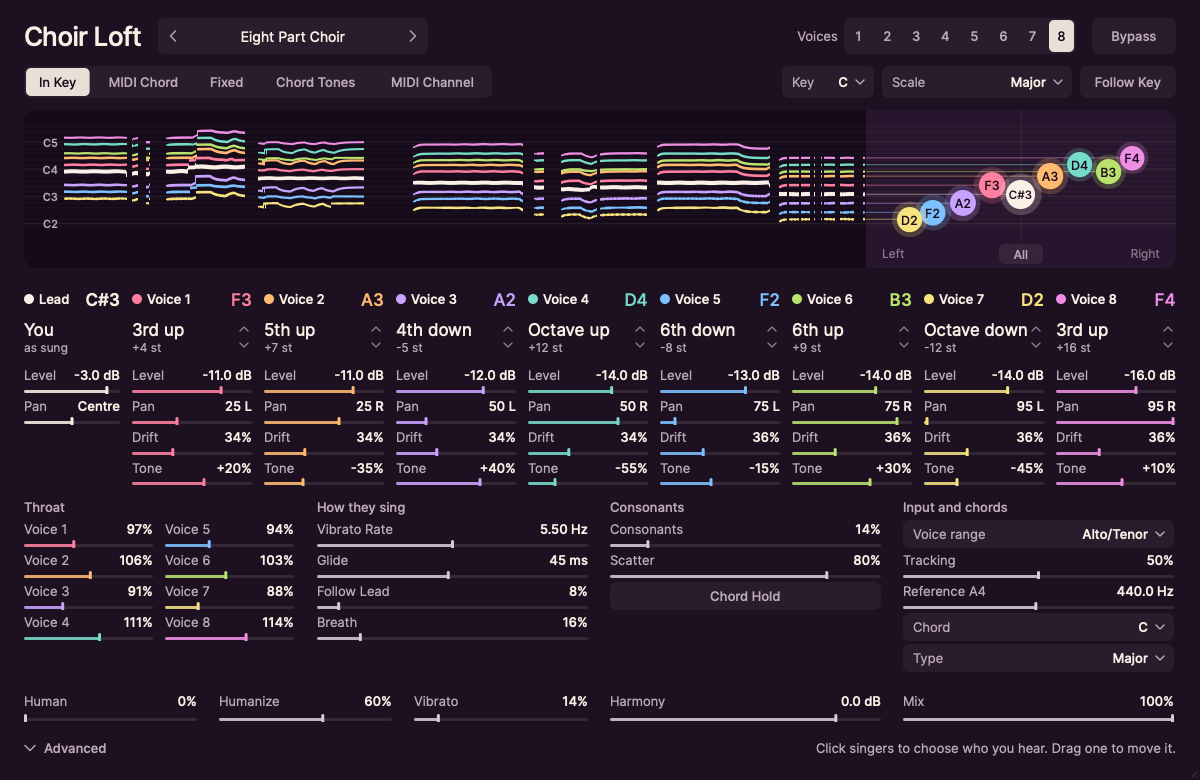 Choir Loft
Eight Part Choir
Voices 1 2 3 4 5 6 7 8
Bypass
In Key MIDI Chord Fixed Chord Tones MIDI Channel
Key C Scale Major Follow Key
C5
C4
C3
C2
D2 F2 A2 F3 C#3 A3 D4 B3 F4
Left All Right
Lead C#3 Voice 1 F3 Voice 2 A3 Voice 3 A2 Voice 4 D4 Voice 5 F2 Voice 6 B3 Voice 7 D2 Voice 8 F4
You 3rd up 5th up 4th down Octave up 6th down 6th up Octave down 3rd up
as sung +4 st +7 st -5 st +12 st -8 st +9 st -12 st +16 st
Level -3.0 dB Level -11.0 dB Level -11.0 dB Level -12.0 dB Level -14.0 dB Level -13.0 dB Level -14.0 dB Level -14.0 dB Level -16.0 dB
Pan Centre Pan 25 L Pan 25 R Pan 50 L Pan 50 R Pan 75 L Pan 75 R Pan 95 L Pan 95 R
Drift 34% Drift 34% Drift 34% Drift 34% Drift 36% Drift 36% Drift 36% Drift 36%
Tone +20% Tone -35% Tone +40% Tone -55% Tone -15% Tone +30% Tone -45% Tone +10%
Throat
Voice 1 97% Voice 5 94%
Voice 2 106% Voice 6 103%
Voice 3 91% Voice 7 88%
Voice 4 111% Voice 8 114%
How they sing
Vibrato Rate 5.50 Hz
Glide 45 ms
Follow Lead 8%
Breath 16%
Consonants
Consonants 14%
Scatter 80%
Chord Hold
Input and chords
Voice range Alto/Tenor
Tracking 50%
Reference A4 440.0 Hz
Chord C
Type Major
Human 0% Humanize 60% Vibrato 14% Harmony 0.0 dB Mix 100%
Advanced
Click singers to choose who you hear. Drag one to move it.